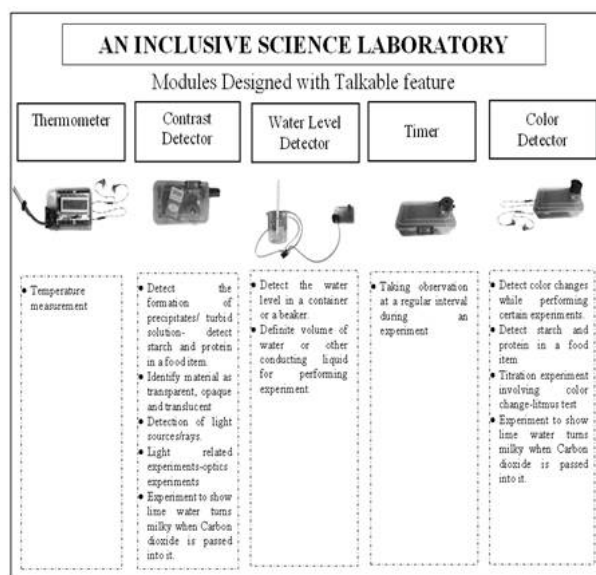 AN INCLUSIVE SCIENCE LABORATORY
Modules Designed with Talkable feature
Thermometer
Contrast
Detector
Water Level
Detector
Timer
Color
Detector
• Temperature
measurement
• Detect the
formation of
precipitates/ turbid
solution- detect
starch and protein
in a food item.
• Identify material as
transparent, opaque
and translucent
• Detection of light
sources/rays.
• Light related
experiments-optics
experiments
• Experiment to show
lime water turns
milky when Carbon
dioxide is passed
into it.
• Detect the water
level in a container
or a beaker.
• Definite volume of
water or other
conducting liquid
for performing
experiment
• Taking observation
at a regular interval
during an
experiment
• Detect color changes
while performing
certain experiments.
• Detect starch and
protein in a food
item
• Titration experiment
involving color
change-litmus test
• Experiment to show
lime water turns
milky when Carbon
dioxide is passed
into it.